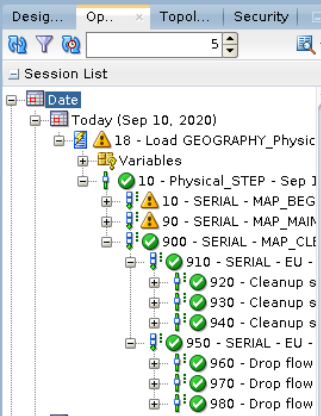 Desig... Op... × Topol... Security
5
Session List
Date
Today (Sep 10, 2020)
18 - Load GEOGRAPHY_Physic
Variables
10 - Physical_STEP - Sep 1
10 - SERIAL - MAP_BEG
90 - SERIAL - MAP_MAIN
900 - SERIAL - MAP_CLE
910 - SERIAL - EU -
920 - Cleanup s
930 - Cleanup s
940 - Cleanup s
950 - SERIAL - EU -
960 - Drop flow
970 - Drop flow
980 - Drop flow